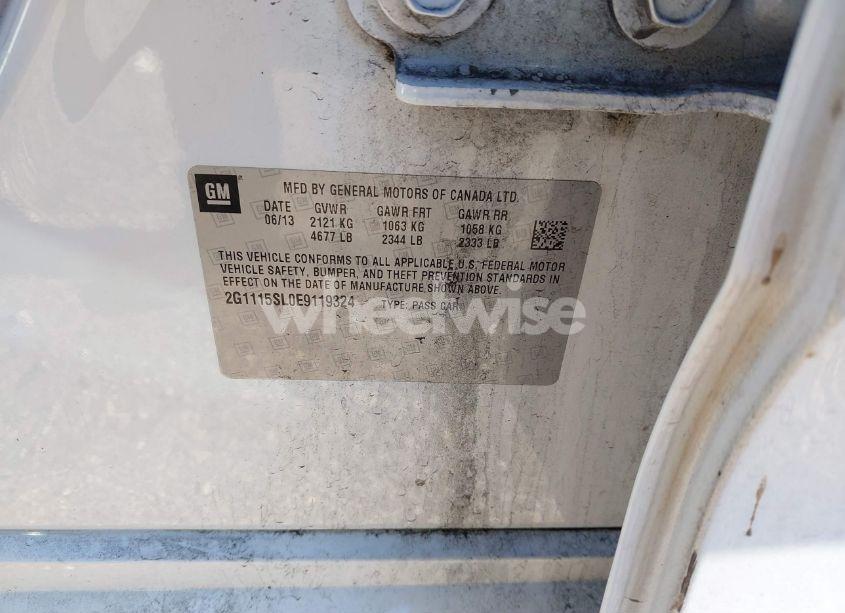 GM
MFD BY GENERAL MOTORS OF CANADA LTD.
DATE GVWR GAWR FRT GAWR RR
06/13 2121 KG 1063 KG 1058 KG
4677 LB 2344 LB 2333 LB
THIS VEHICLE CONFORMS TO ALL APPLICABLE U.S. FEDERAL MOTOR
VEHICLE SAFETY, BUMPER, AND THEFT PREVENTION STANDARDS IN
EFFECT ON THE DATE OF MANUFACTURE SHOWN ABOVE.
2G1115SL0E9119324 TYPE: PASS CAR
wheelwise